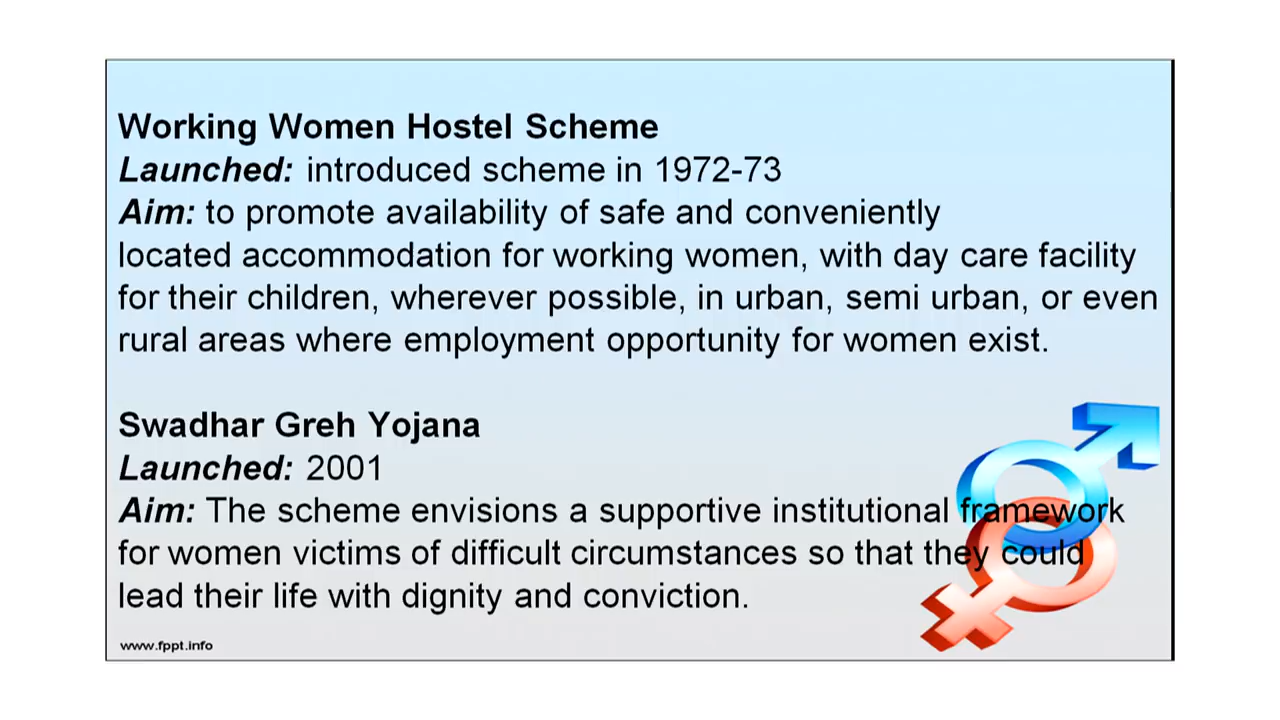 Working Women Hostel Scheme
Launched: introduced scheme in 1972-73
Aim: to promote availability of safe and conveniently
located accommodation for working women, with day care facility
for their children, wherever possible, in urban, semi urban, or even
rural areas where employment opportunity for women exist.
Swadhar Greh Yojana
Launched: 2001
Aim: The scheme envisions a supportive institutional framework
for women victims of difficult circumstances so that they could
lead their life with dignity and conviction.
www.fppt.info